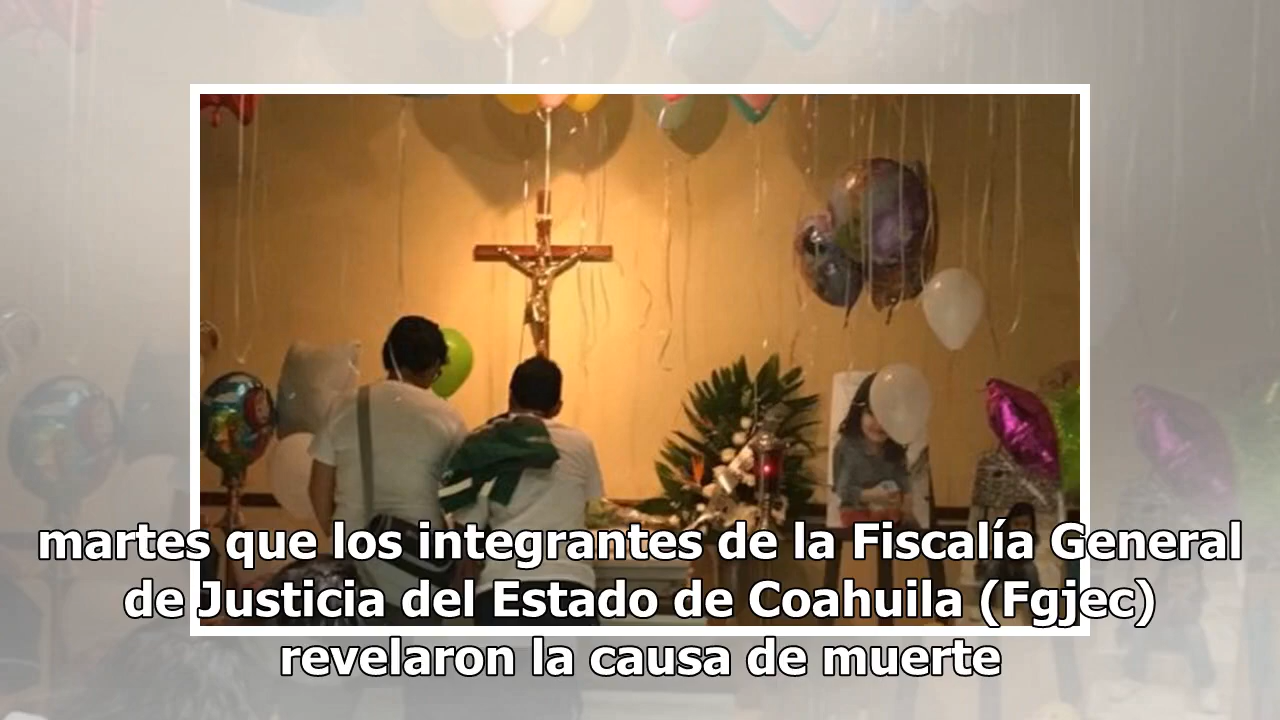 martes que los integrantes de la Fiscalía General
de Justicia del Estado de Coahuila (Fgjec)
revelaron la causa de muerte